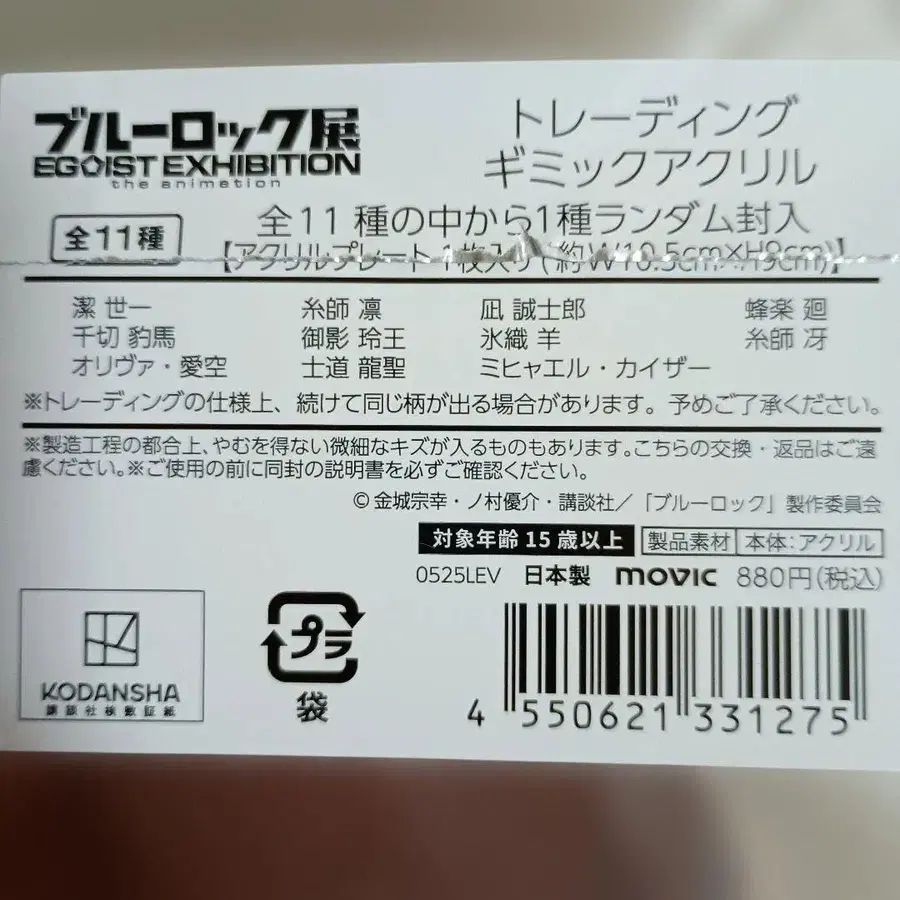 ブルーロック展
EGOIST EXHIBITION
the animation
トレーディング
ギミックアクリル
全11種
全11種の中から1種ランダム封入
【アクリルプレート 1枚入り(約W10.5cm×H9cm)】
潔 世一 糸師 凛 凪 誠士郎 蜂楽 廻
千切 豹馬 御影 玲王 氷織 羊 糸師 冴
オリヴァ・愛空 士道 龍聖 ミヒャエル・カイザー
※トレーディングの仕様上、続けて同じ柄が出る場合があります。予めご了承ください。
※製造工程の都合上、やむを得ない微細なキズが入るものもあります。こちらの交換・返品はご遠
慮ください。※ご使用の前に同封の説明書を必ずご確認ください。
©金城宗幸・ノ村優介・講談社/「ブルーロック」製作委員会
対象年齢15歳以上 製品素材 本体:アクリル
0525LEV 日本製 movic 880円(税込)
KODANSHA
講談社検数証紙
プラ
袋
4 550621 331275